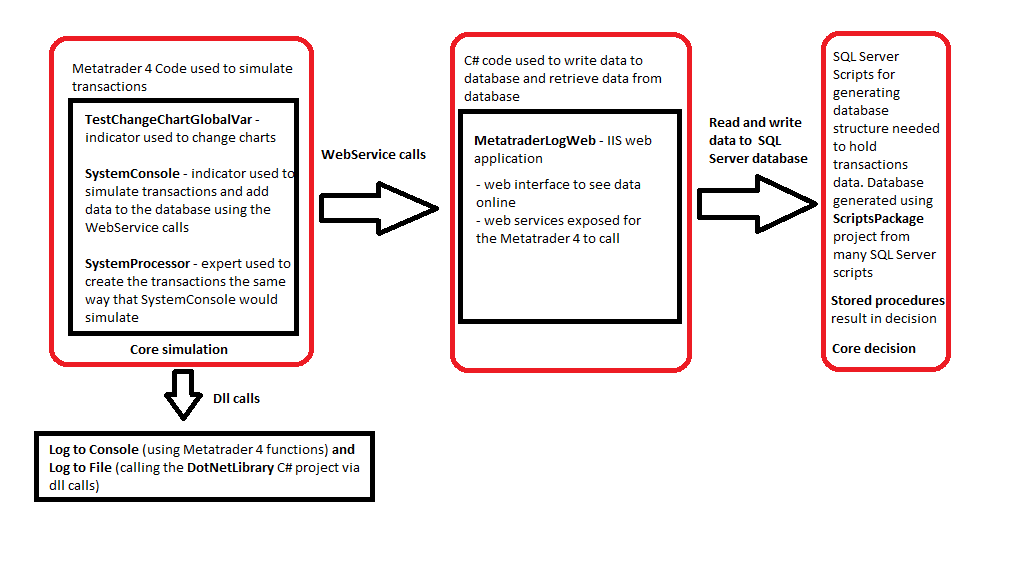 Metatrader 4 Code used to simulate
transactions
TestChangeChartGlobalVar -
indicator used to change charts
SystemConsole - indicator used to
simulate transactions and add
data to the database using the
WebService calls
SystemProcessor - expert used to
create the transactions the same
way that SystemConsole would
simulate
Core simulation
WebService calls
C# code used to write data to
database and retrieve data from
database
MetatraderLogWeb - IIS web
application
- web interface to see data
online
- web services exposed for
the Metatrader 4 to call
Read and write
data to SQL
Server database
SQL Server
Scripts for
generating
database
structure needed
to hold
transactions
data. Database
generated using
ScriptsPackage
project from
many SQL Server
scripts
Stored procedures
result in decision
Core decision
Dll calls
Log to Console (using Metatrader 4 functions) and
Log to File (calling the DotNetLibrary C# project via
dll calls)